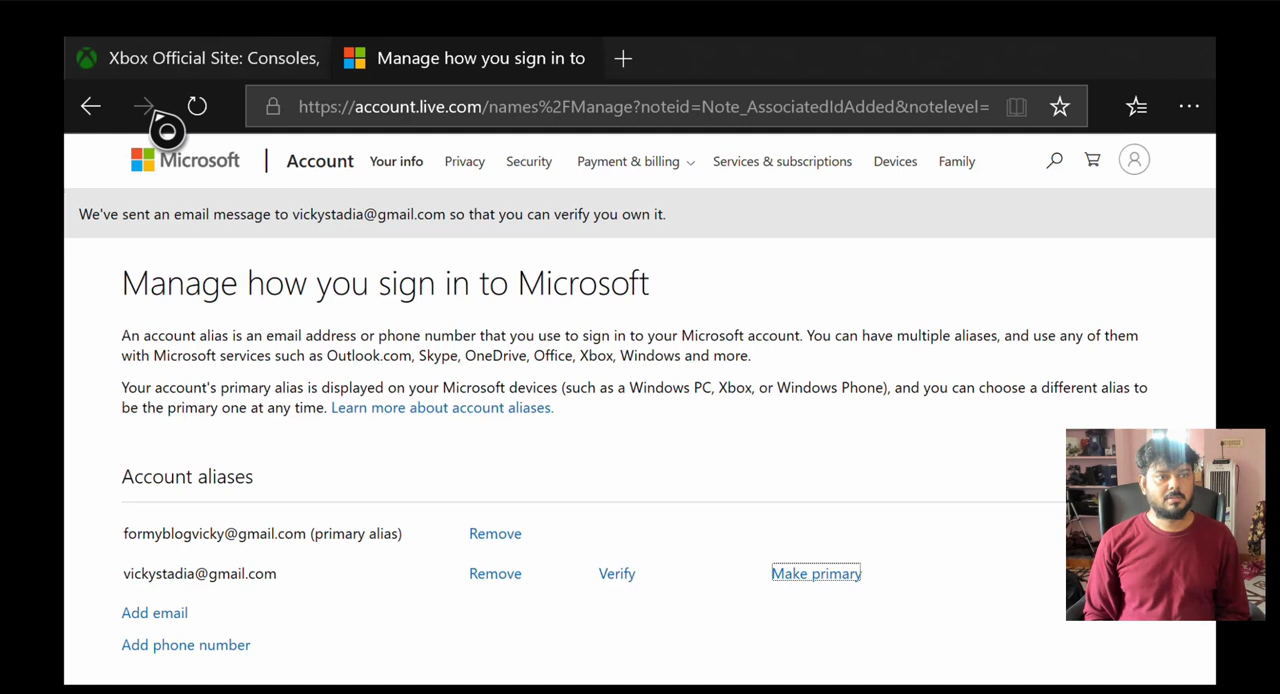 Xbox Official Site: Consoles,
Manage how you sign in to
https://account.live.com/names%2FManage?noteid=Note_AssociatedIdAdded&notelevel=
Microsoft | Account Your info Privacy Security Payment & billing Services & subscriptions Devices Family
We've sent an email message to vickystadia@gmail.com so that you can verify you own it.
Manage how you sign in to Microsoft
An account alias is an email address or phone number that you use to sign in to your Microsoft account. You can have multiple aliases, and use any of them
with Microsoft services such as Outlook.com, Skype, OneDrive, Office, Xbox, Windows and more.
Your account's primary alias is displayed on your Microsoft devices (such as a Windows PC, Xbox, or Windows Phone), and you can choose a different alias to
be the primary one at any time. Learn more about account aliases.
Account aliases
formyblogvicky@gmail.com (primary alias) Remove
vickystadia@gmail.com Remove Verify Make primary
Add email
Add phone number